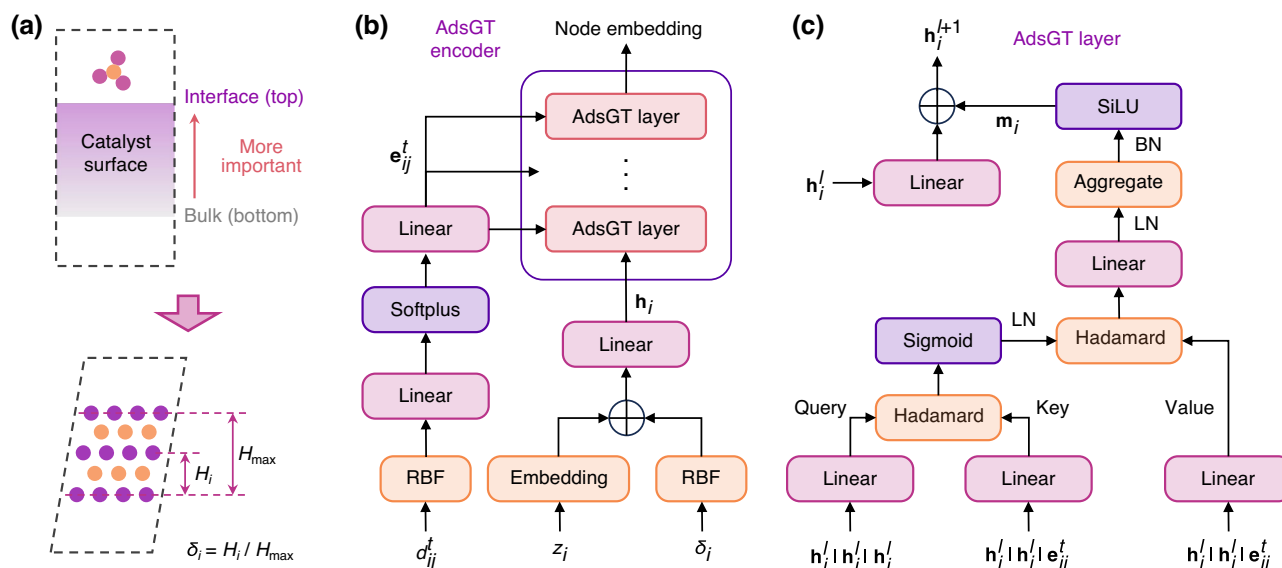 (a)
Interface (top)
Catalyst
surface
More
important
Bulk (bottom)
H_max
H_i
δ_i = H_i / H_max
(b)
AdsGT
encoder
Node embedding
AdsGT layer
e_ij^t
⋮
Linear
AdsGT layer
Softplus
h_i
Linear
Linear
RBF
Embedding
RBF
d_ij^t
z_i
δ_i
(c)
h_i^{l+1}
AdsGT layer
SiLU
m_i
BN
h_i^l
Linear
Aggregate
LN
Linear
Sigmoid
LN
Hadamard
Query
Hadamard
Key
Value
Linear
Linear
Linear
h_i^l | h_i^l | h_i^l
h_i^l | h_j^l | e_ij^t
h_i^l | h_j^l | e_ij^t